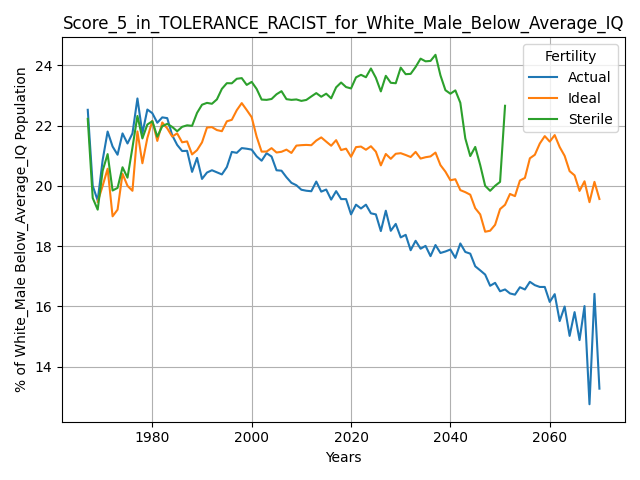 Score_5_in_TOLERANCE_RACIST_for_White_Male_Below_Average_IQ
% of White_Male Below_Average_IQ Population
24
22
20
18
16
14
Fertility
Actual
Ideal
Sterile
1980
2000
2020
2040
2060
Years